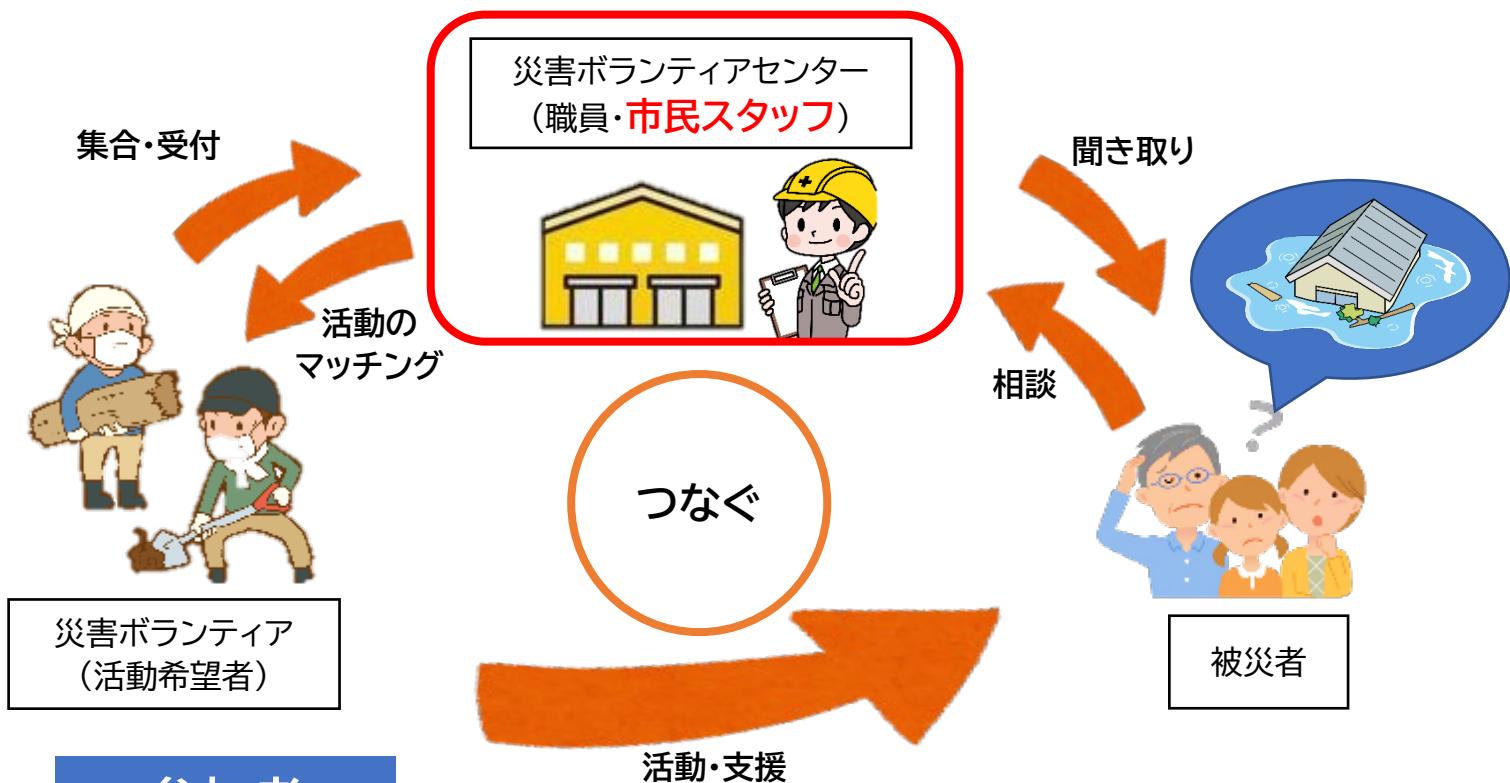 災害ボランティアセンター
(職員・市民スタッフ)
集合・受付
聞き取り
活動の
マッチング
相談
つなぐ
?
災害ボランティア
(活動希望者)
被災者
活動・支援